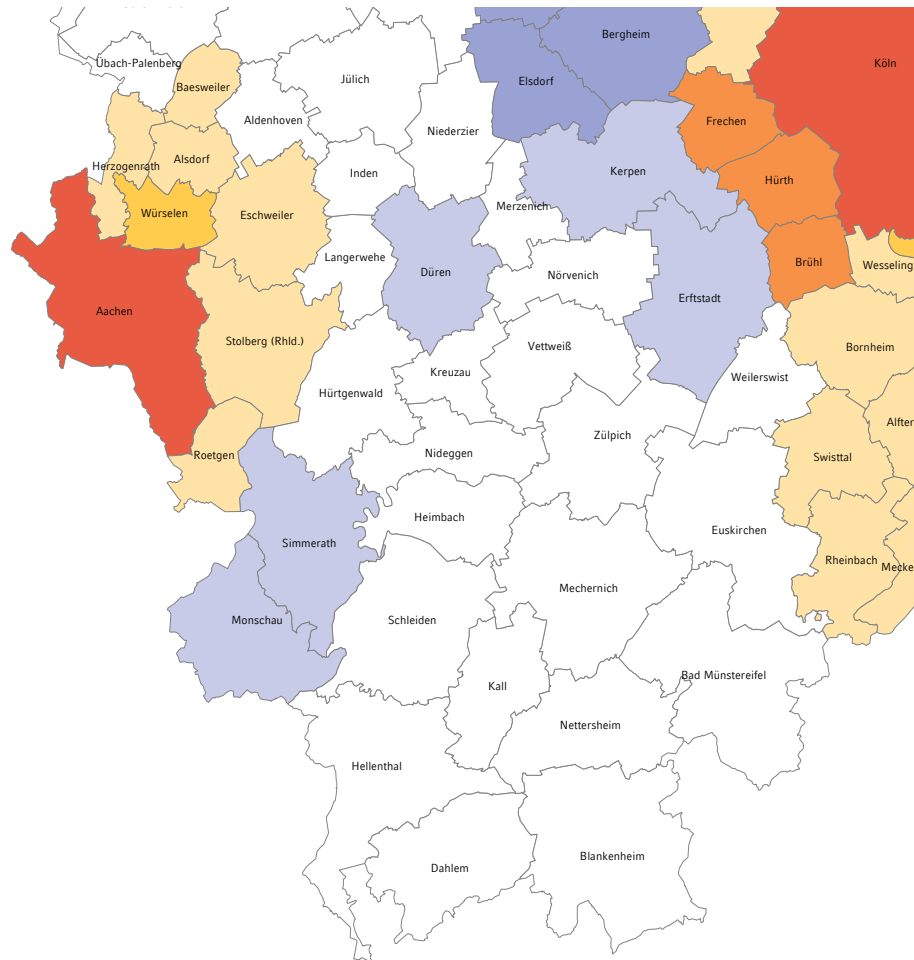 Bergheim
Übach-Palenberg
Köln
Jülich
Elsdorf
Baesweiler
Aldenhoven
Frechen
Niederzier
Herzogenrath
Alsdorf
Inden
Kerpen
Hürth
Merzenich
Würselen
Eschweiler
Langerwehe
Düren
Nörvenich
Brühl
Wesseling
Erftstadt
Aachen
Stolberg (Rhld.)
Vettweiß
Bornheim
Kreuzau
Weilerswist
Hürtgenwald
Alfter
Zülpich
Roetgen
Nideggen
Swisttal
Heimbach
Euskirchen
Simmerath
Rheinbach
Mecke
Mechernich
Monschau
Schleiden
Bad Münstereifel
Kall
Nettersheim
Hellenthal
Blankenheim
Dahlem